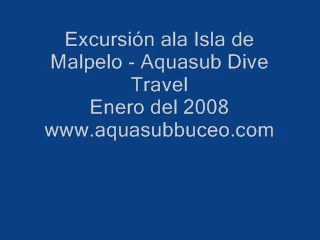 Excursión ala Isla de
Malpelo - Aquasub Dive
Travel
Enero del 2008
www.aquasubbuceo.com